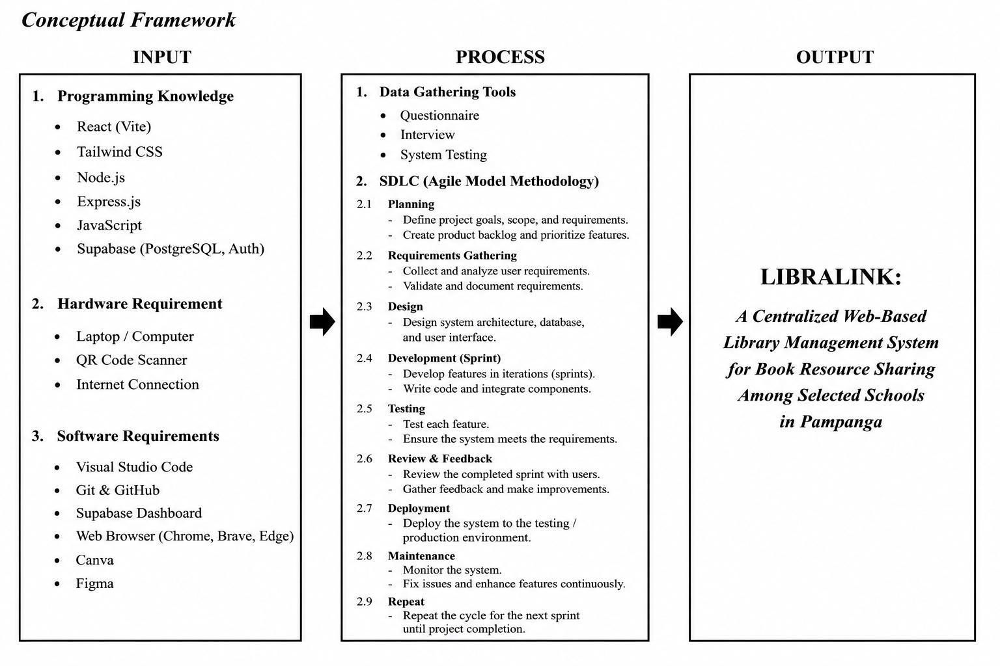 Conceptual Framework
INPUT
1. Programming Knowledge
• React (Vite)
• Tailwind CSS
• Node.js
• Express.js
• JavaScript
• Supabase (PostgreSQL, Auth)
2. Hardware Requirement
• Laptop / Computer
• QR Code Scanner
• Internet Connection
3. Software Requirements
• Visual Studio Code
• Git & GitHub
• Supabase Dashboard
• Web Browser (Chrome, Brave, Edge)
• Canva
• Figma
PROCESS
1. Data Gathering Tools
• Questionnaire
• Interview
• System Testing
2. SDLC (Agile Model Methodology)
2.1 Planning
- Define project goals, scope, and requirements.
- Create product backlog and prioritize features.
2.2 Requirements Gathering
- Collect and analyze user requirements.
- Validate and document requirements.
2.3 Design
- Design system architecture, database,
and user interface.
2.4 Development (Sprint)
- Develop features in iterations (sprints).
- Write code and integrate components.
2.5 Testing
- Test each feature.
- Ensure the system meets the requirements.
2.6 Review & Feedback
- Review the completed sprint with users.
- Gather feedback and make improvements.
2.7 Deployment
- Deploy the system to the testing /
production environment.
2.8 Maintenance
- Monitor the system.
- Fix issues and enhance features continuously.
2.9 Repeat
- Repeat the cycle for the next sprint
until project completion.
OUTPUT
LIBRALINK:
A Centralized Web-Based
Library Management System
for Book Resource Sharing
Among Selected Schools
in Pampanga